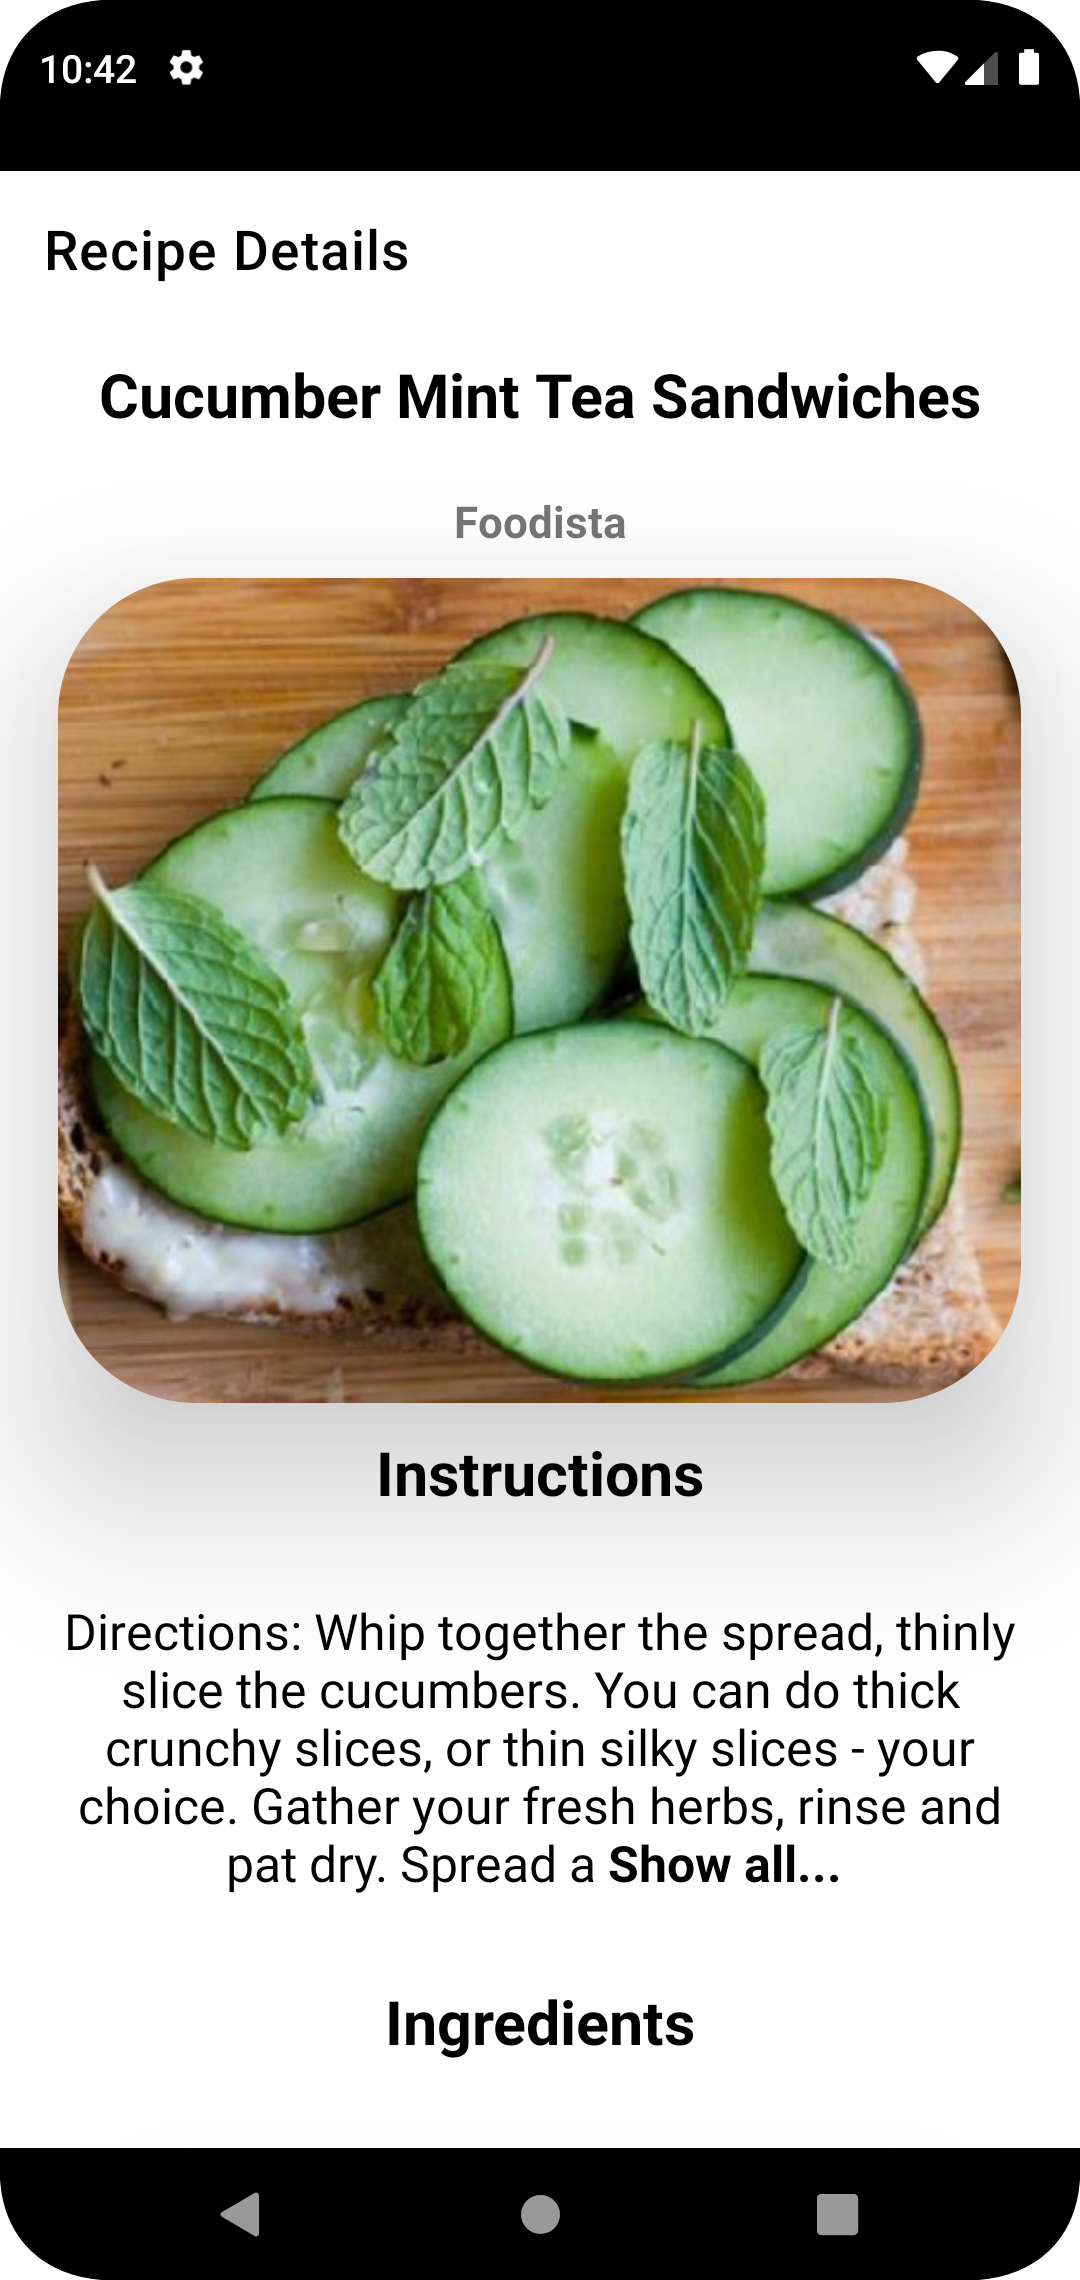 10:42
Recipe Details
Cucumber Mint Tea Sandwiches
Foodista
Instructions
Directions: Whip together the spread, thinly
slice the cucumbers. You can do thick
crunchy slices, or thin silky slices - your
choice. Gather your fresh herbs, rinse and
pat dry. Spread a Show all...
Ingredients